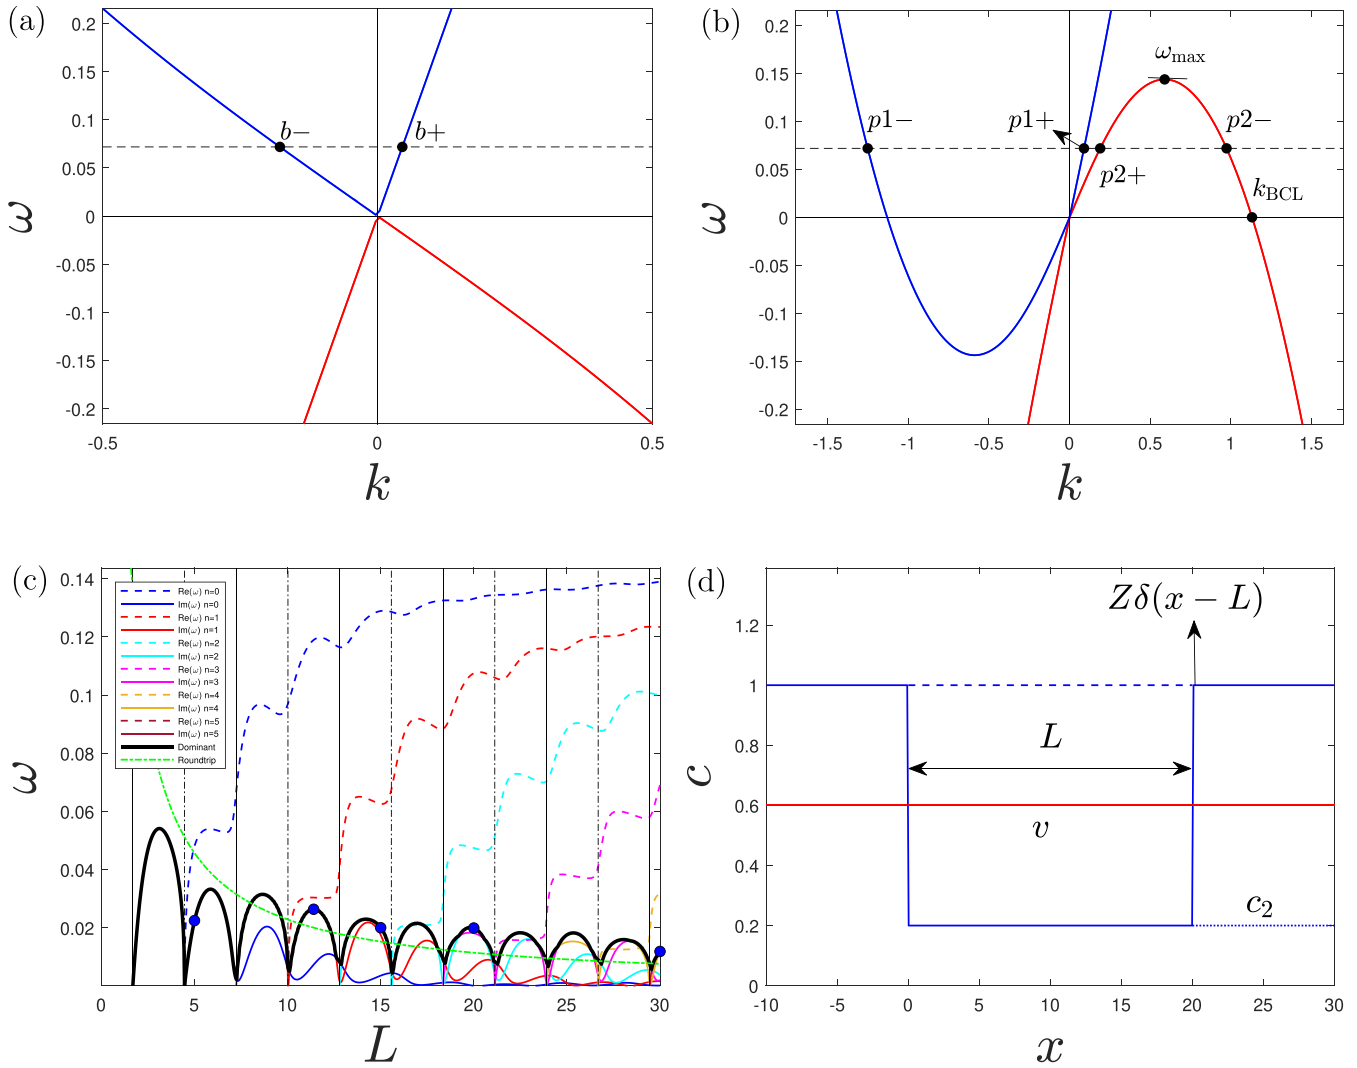 (a)
0.2
0.15
0.1
0.05
0
-0.05
-0.1
-0.15
-0.2
ω
b−
b+
-0.5
0
0.5
k
(b)
0.2
0.15
0.1
0.05
0
-0.05
-0.1
-0.15
-0.2
ω
ω_max
p1−
p1+
p2−
p2+
k_BCL
-1.5
-1
-0.5
0
0.5
1
1.5
k
(c)
0.14
0.12
0.1
0.08
0.06
0.04
0.02
ω
Re(ω) n=0
Im(ω) n=0
Re(ω) n=1
Im(ω) n=1
Re(ω) n=2
Im(ω) n=2
Re(ω) n=3
Im(ω) n=3
Re(ω) n=4
Im(ω) n=4
Re(ω) n=5
Im(ω) n=5
Dominant
Roundtrip
0
5
10
15
20
25
30
L
(d)
Zδ(x − L)
1.2
1
0.8
0.6
0.4
0.2
0
c
L
v
c₂
-10
-5
0
5
10
15
20
25
30
x